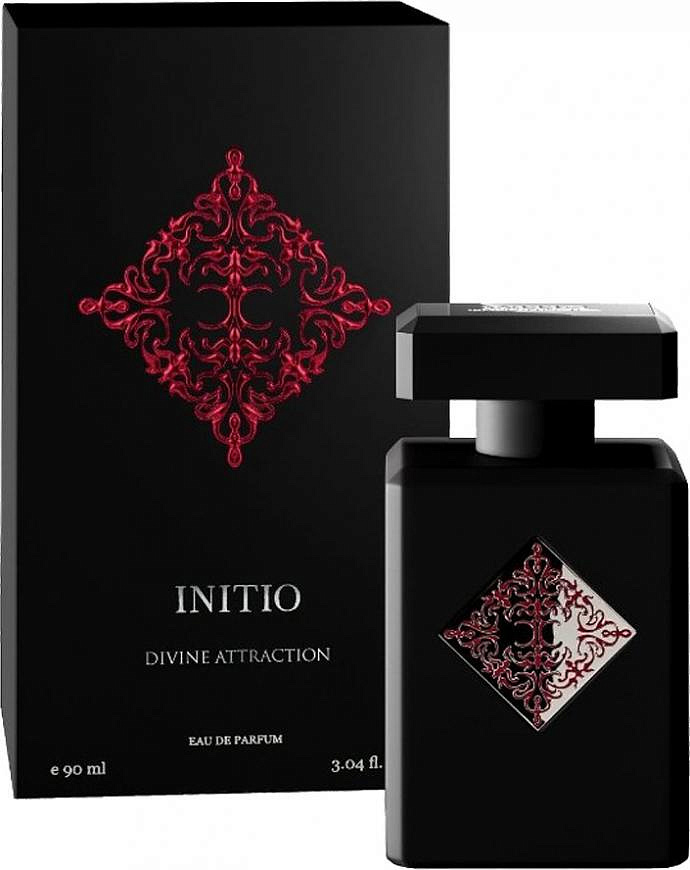 INITIO
DIVINE ATTRACTION
EAU DE PARFUM
e 90 ml
3.04 fl.